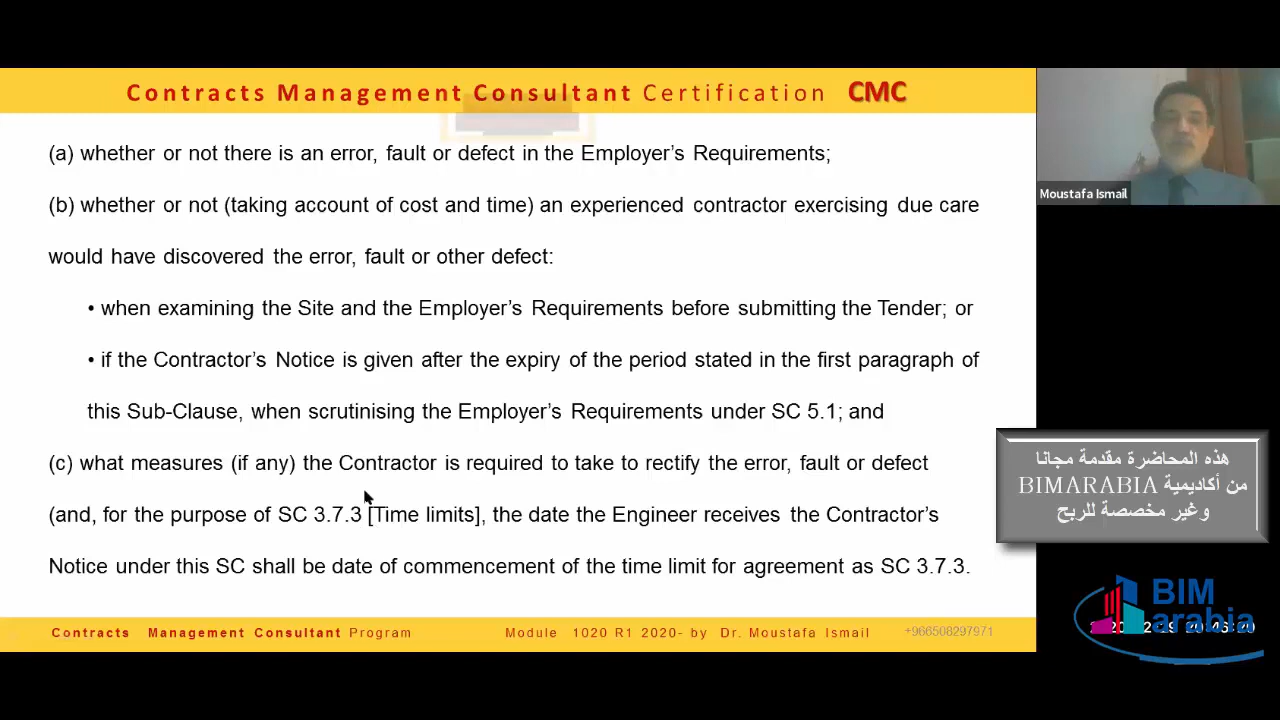 Contracts Management Consultant Certification CMC
(a) whether or not there is an error, fault or defect in the Employer's Requirements;
(b) whether or not (taking account of cost and time) an experienced contractor exercising due care
would have discovered the error, fault or other defect:
• when examining the Site and the Employer's Requirements before submitting the Tender; or
• if the Contractor's Notice is given after the expiry of the period stated in the first paragraph of
this Sub-Clause, when scrutinising the Employer's Requirements under SC 5.1; and
(c) what measures (if any) the Contractor is required to take to rectify the error, fault or defect
(and, for the purpose of SC 3.7.3 [Time limits], the date the Engineer receives the Contractor's
Notice under this SC shall be date of commencement of the time limit for agreement as SC 3.7.3.
Contracts Management Consultant Program
Module 1020 R1 2020- by Dr. Moustafa Ismail
+966508297971
Moustafa Ismail
هذه المحاضرة مقدمة مجانا
من أكاديمية BIMARABIA
وغير مخصصة للربح
BIM
arabia